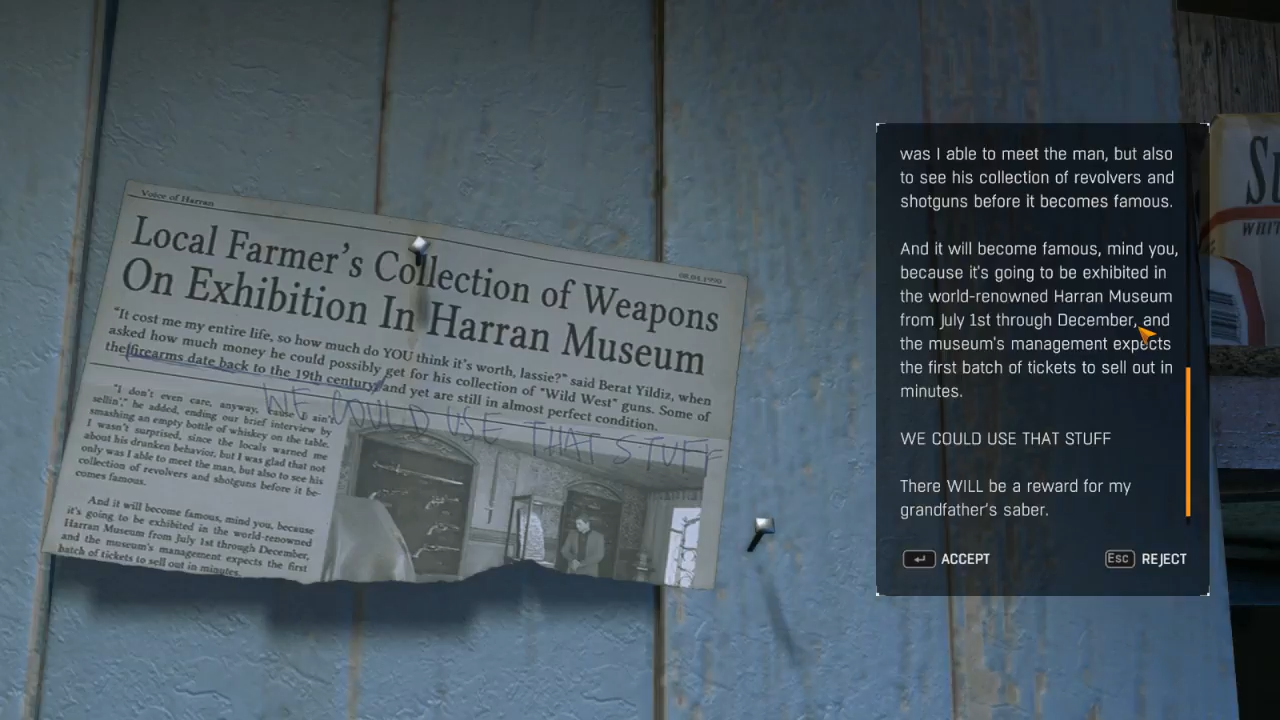 Voice of Harran
08.04.1990
Local Farmer's Collection of Weapons
On Exhibition In Harran Museum
"It cost me my entire life, so how much do YOU think it's worth, lassie?" said Berat Yildiz, when
asked how much money he could possibly get for his collection of "Wild West" guns. Some of
the firearms date back to the 19th century, and yet are still in almost perfect condition.
WE COULD USE THAT STUFF
"I don't even care, anyway, 'cause I ain't
sellin'," he added, ending our brief interview by
smashing an empty bottle of whiskey on the table.
I wasn't surprised, since the locals warned me
about his drunken behavior, but I was glad that not
only was I able to meet the man, but also to see his
collection of revolvers and shotguns before it be-
comes famous.
And it will become famous, mind you, because
it's going to be exhibited in the world-renowned
Harran Museum from July 1st through December,
and the museum's management expects the first
batch of tickets to sell out in minutes.
was I able to meet the man, but also
to see his collection of revolvers and
shotguns before it becomes famous.
And it will become famous, mind you,
because it's going to be exhibited in
the world-renowned Harran Museum
from July 1st through December, and
the museum's management expects
the first batch of tickets to sell out in
minutes.
WE COULD USE THAT STUFF
There WILL be a reward for my
grandfather's saber.
↵ ACCEPT
Esc REJECT